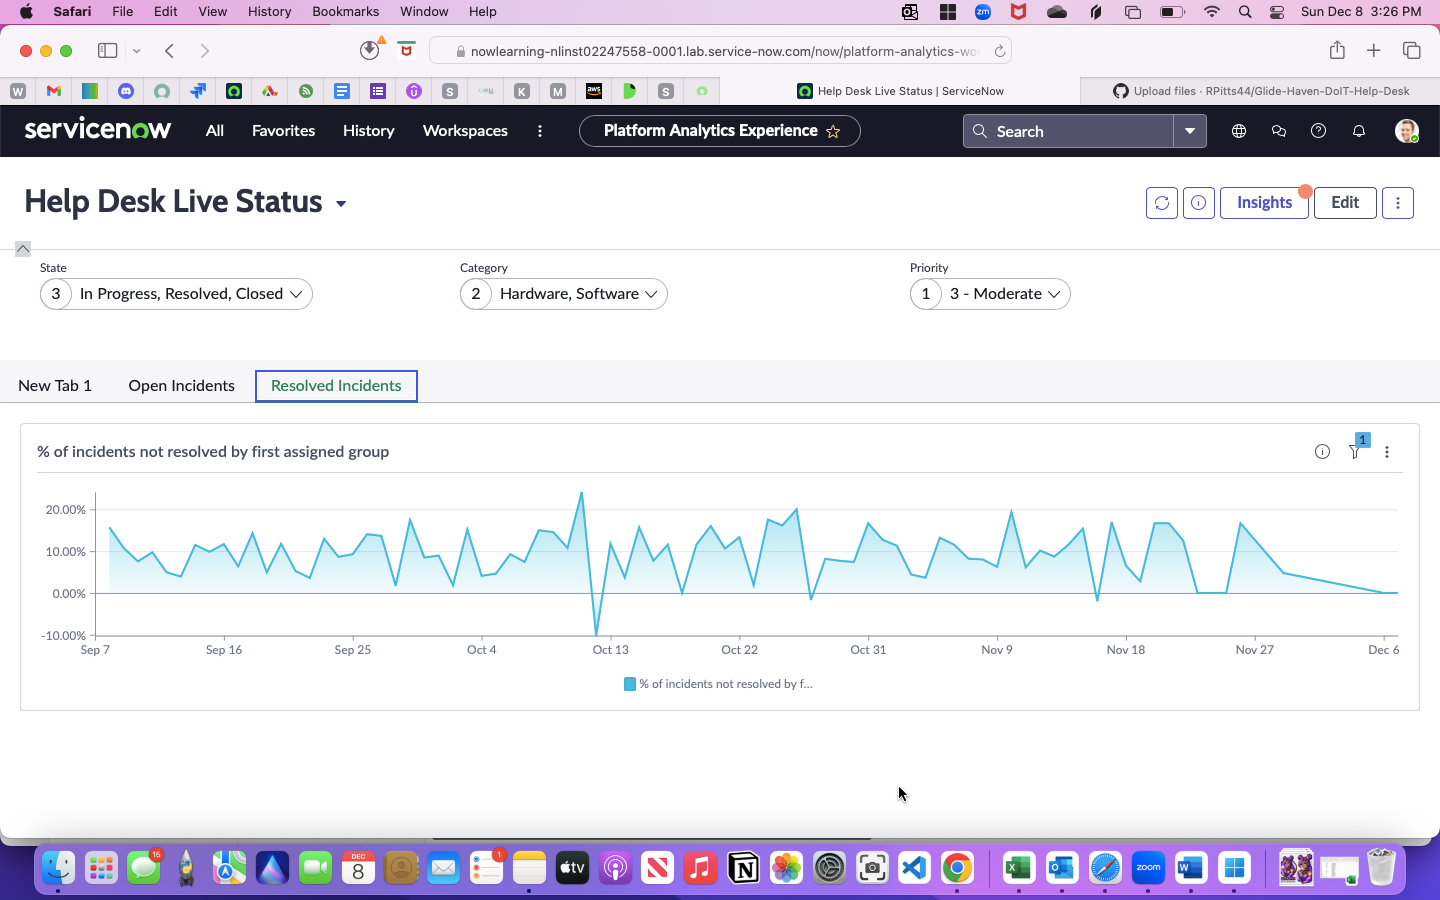 Safari File Edit View History Bookmarks Window Help zm Sun Dec 8 3:26 PM
nowlearning-nlinst02247558-0001.lab.service-now.com/now/platform-analytics-wo
W S K M aws S Help Desk Live Status | ServiceNow Upload files · RPitts44/Glide-Haven-DoIT-Help-Desk
servicenow All Favorites History Workspaces Platform Analytics Experience Search
Help Desk Live Status Insights Edit
State Category Priority
3 In Progress, Resolved, Closed 2 Hardware, Software 1 3 - Moderate
New Tab 1 Open Incidents Resolved Incidents
% of incidents not resolved by first assigned group 1
20.00%
10.00%
0.00%
-10.00%
Sep 7 Sep 16 Sep 25 Oct 4 Oct 13 Oct 22 Oct 31 Nov 9 Nov 18 Nov 27 Dec 6
% of incidents not resolved by f...
15 DEC 8 1 tv zoom W